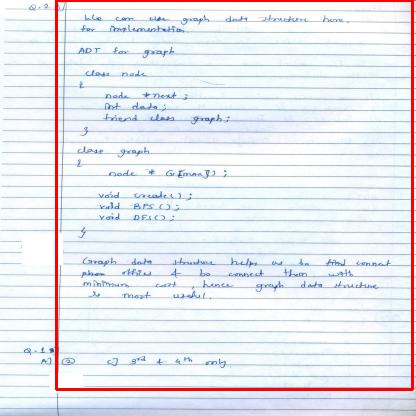 Q.2
We can use graph data structure here.
for implementation.
ADT for graph
class node
{
node *next ;
int data ;
friend class graph ;
}
class graph
{
node * G[max] ;
void create() ;
void BFS() ;
void DFS() ;
};
Graph data structure helps us to find connect
phone offices & to connect them with
minimum cost , hence graph data structure
is most useful.
Q.1
A] ② c] 3rd & 4th only